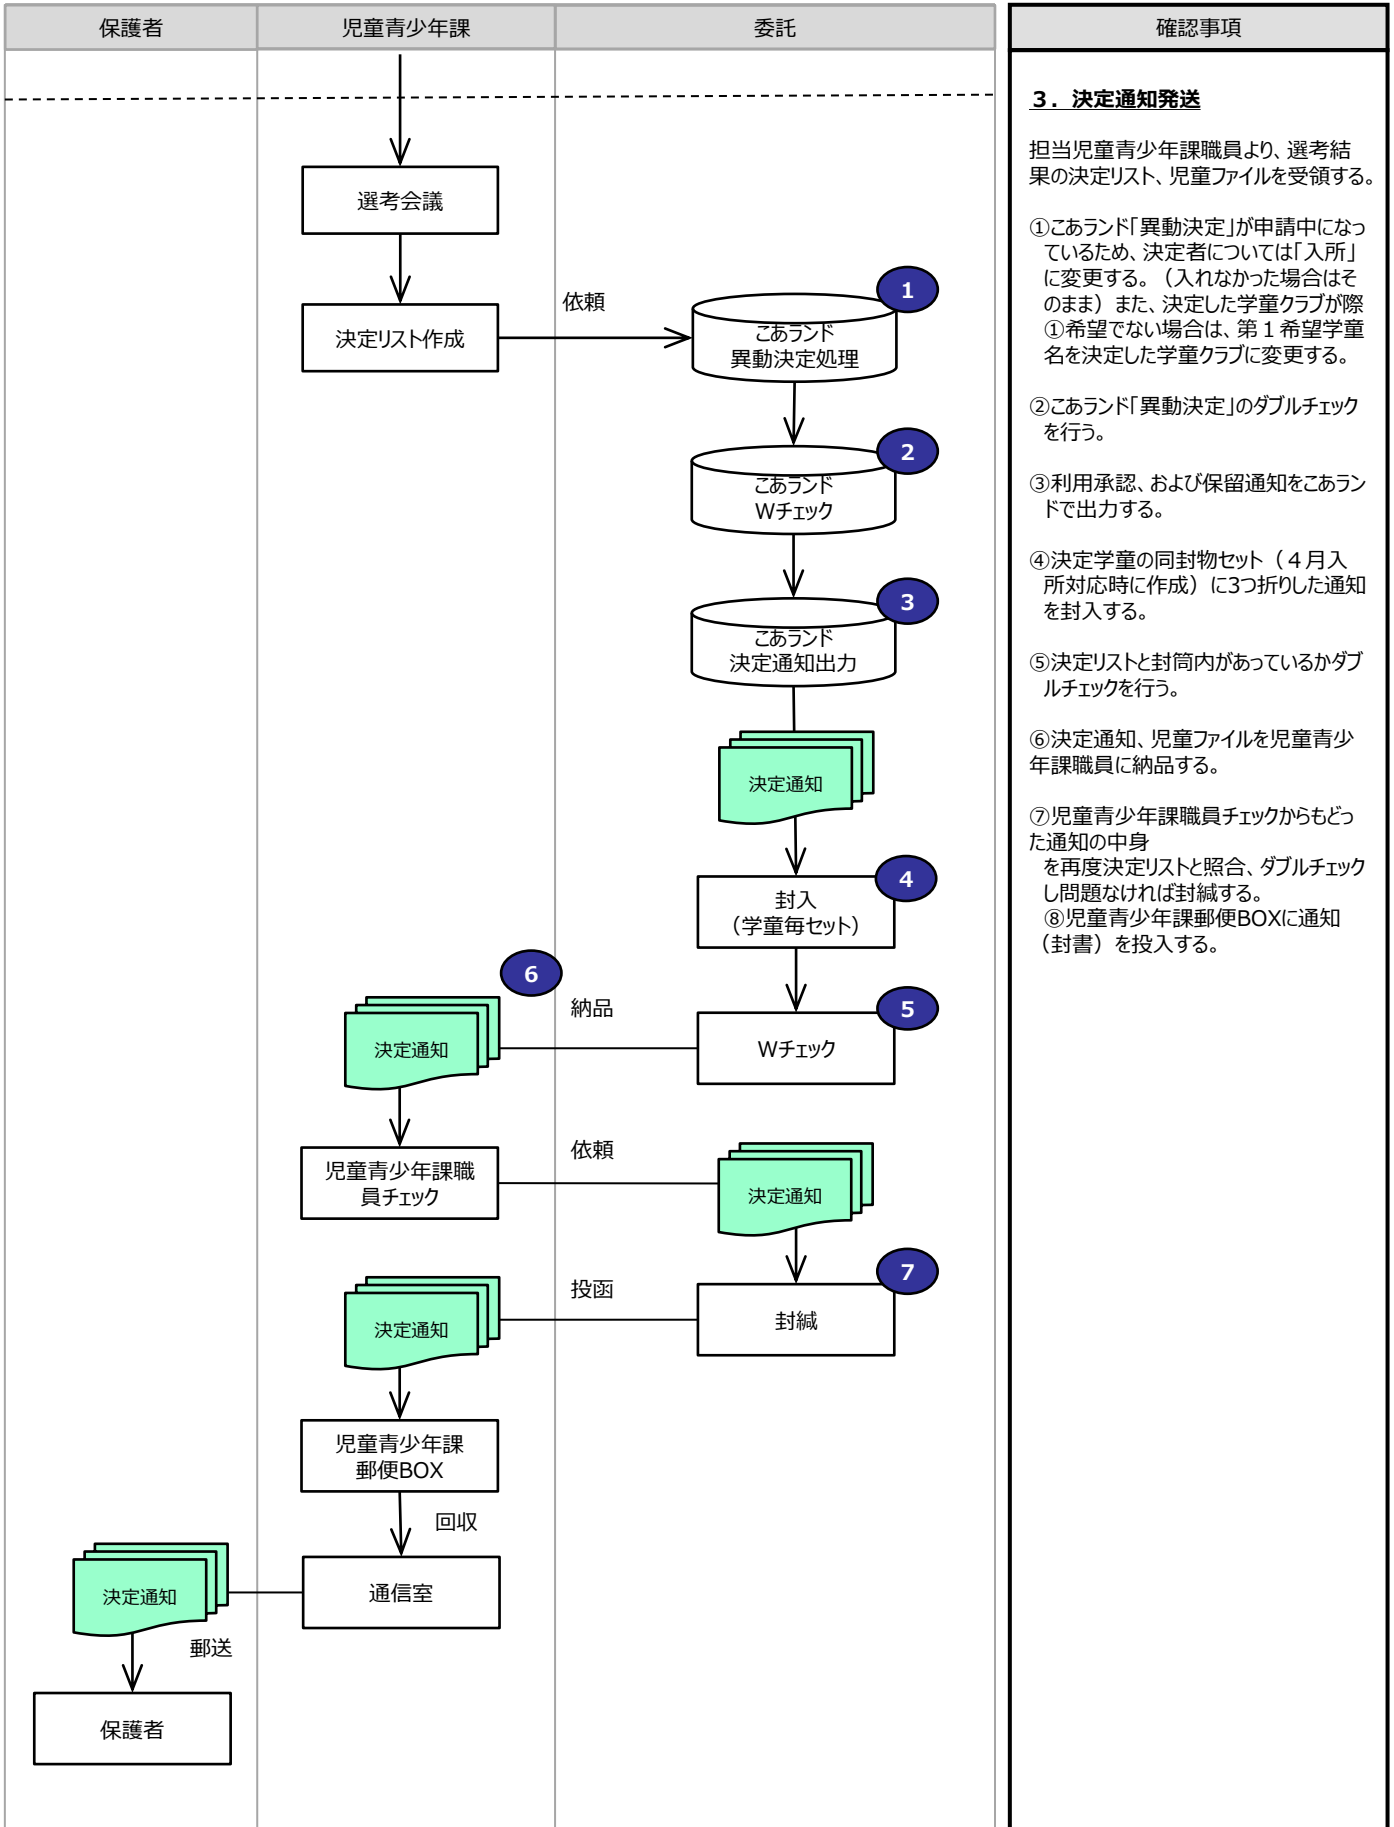 保護者
児童青少年課
委託
確認事項
選考会議
決定リスト作成
依頼
1
こあランド
異動決定処理
2
こあランド
Wチェック
3
こあランド
決定通知出力
決定通知
4
封入
（学童毎セット）
5
Wチェック
納品
6
決定通知
児童青少年課職
員チェック
依頼
決定通知
7
封緘
投函
決定通知
児童青少年課
郵便BOX
回収
通信室
決定通知
郵送
保護者
３．決定通知発送
担当児童青少年課職員より、選考結
果の決定リスト、児童ファイルを受領する。
①こあランド「異動決定」が申請中になっ
ているため、決定者については「入所」
に変更する。（入れなかった場合はそ
のまま）また、決定した学童クラブが際
①希望でない場合は、第１希望学童
名を決定した学童クラブに変更する。
②こあランド「異動決定」のダブルチェック
を行う。
③利用承認、および保留通知をこあラン
ドで出力する。
④決定学童の同封物セット（４月入
所対応時に作成）に3つ折りした通知
を封入する。
⑤決定リストと封筒内があっているかダブ
ルチェックを行う。
⑥決定通知、児童ファイルを児童青少
年課職員に納品する。
⑦児童青少年課職員チェックからもどっ
た通知の中身
を再度決定リストと照合、ダブルチェック
し問題なければ封緘する。
⑧児童青少年課郵便BOXに通知
（封書）を投入する。